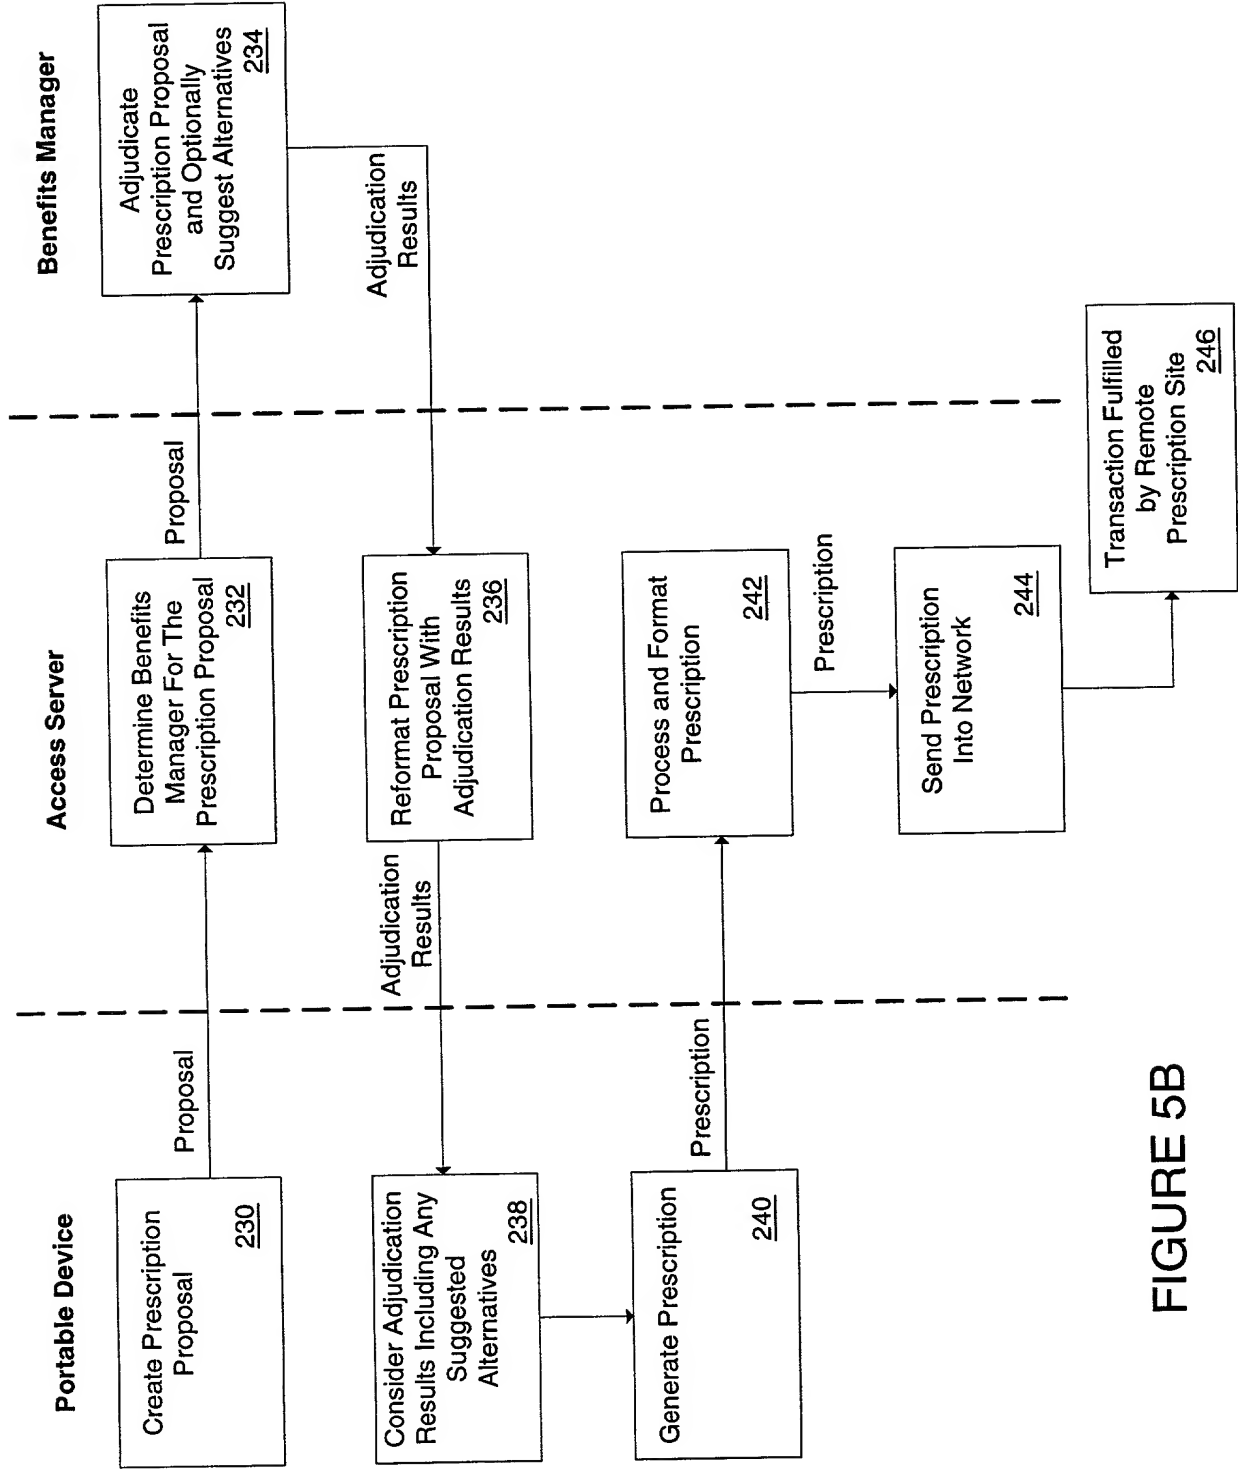 Portable Device
Access Server
Benefits Manager
Create Prescription
Proposal
230
Proposal
Determine Benefits
Manager For The
Prescription Proposal
232
Proposal
Adjudicate
Prescription Proposal
and Optionally
Suggest Alternatives
234
Adjudication
Results
Reformat Prescription
Proposal With
Adjudication Results
236
Adjudication
Results
Consider Adjudication
Results Including Any
Suggested
Alternatives
238
Generate Prescription
240
Prescription
Process and Format
Prescription
242
Prescription
Send Prescription
Into Network
244
Transaction Fulfilled
by Remote
Prescription Site
246
FIGURE 5B